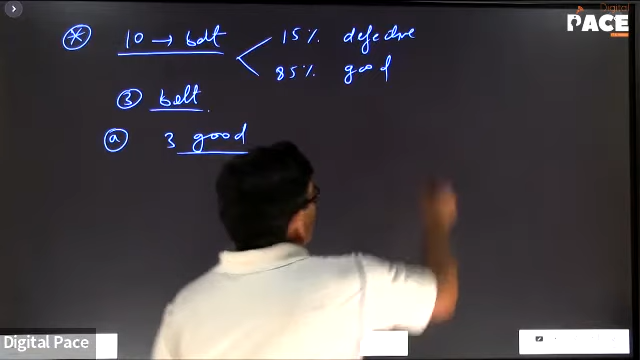 * 10 → bolt 15% defective
85% good
③ bolt.
ⓐ 3 good
Digital
PACE
Digital Pace